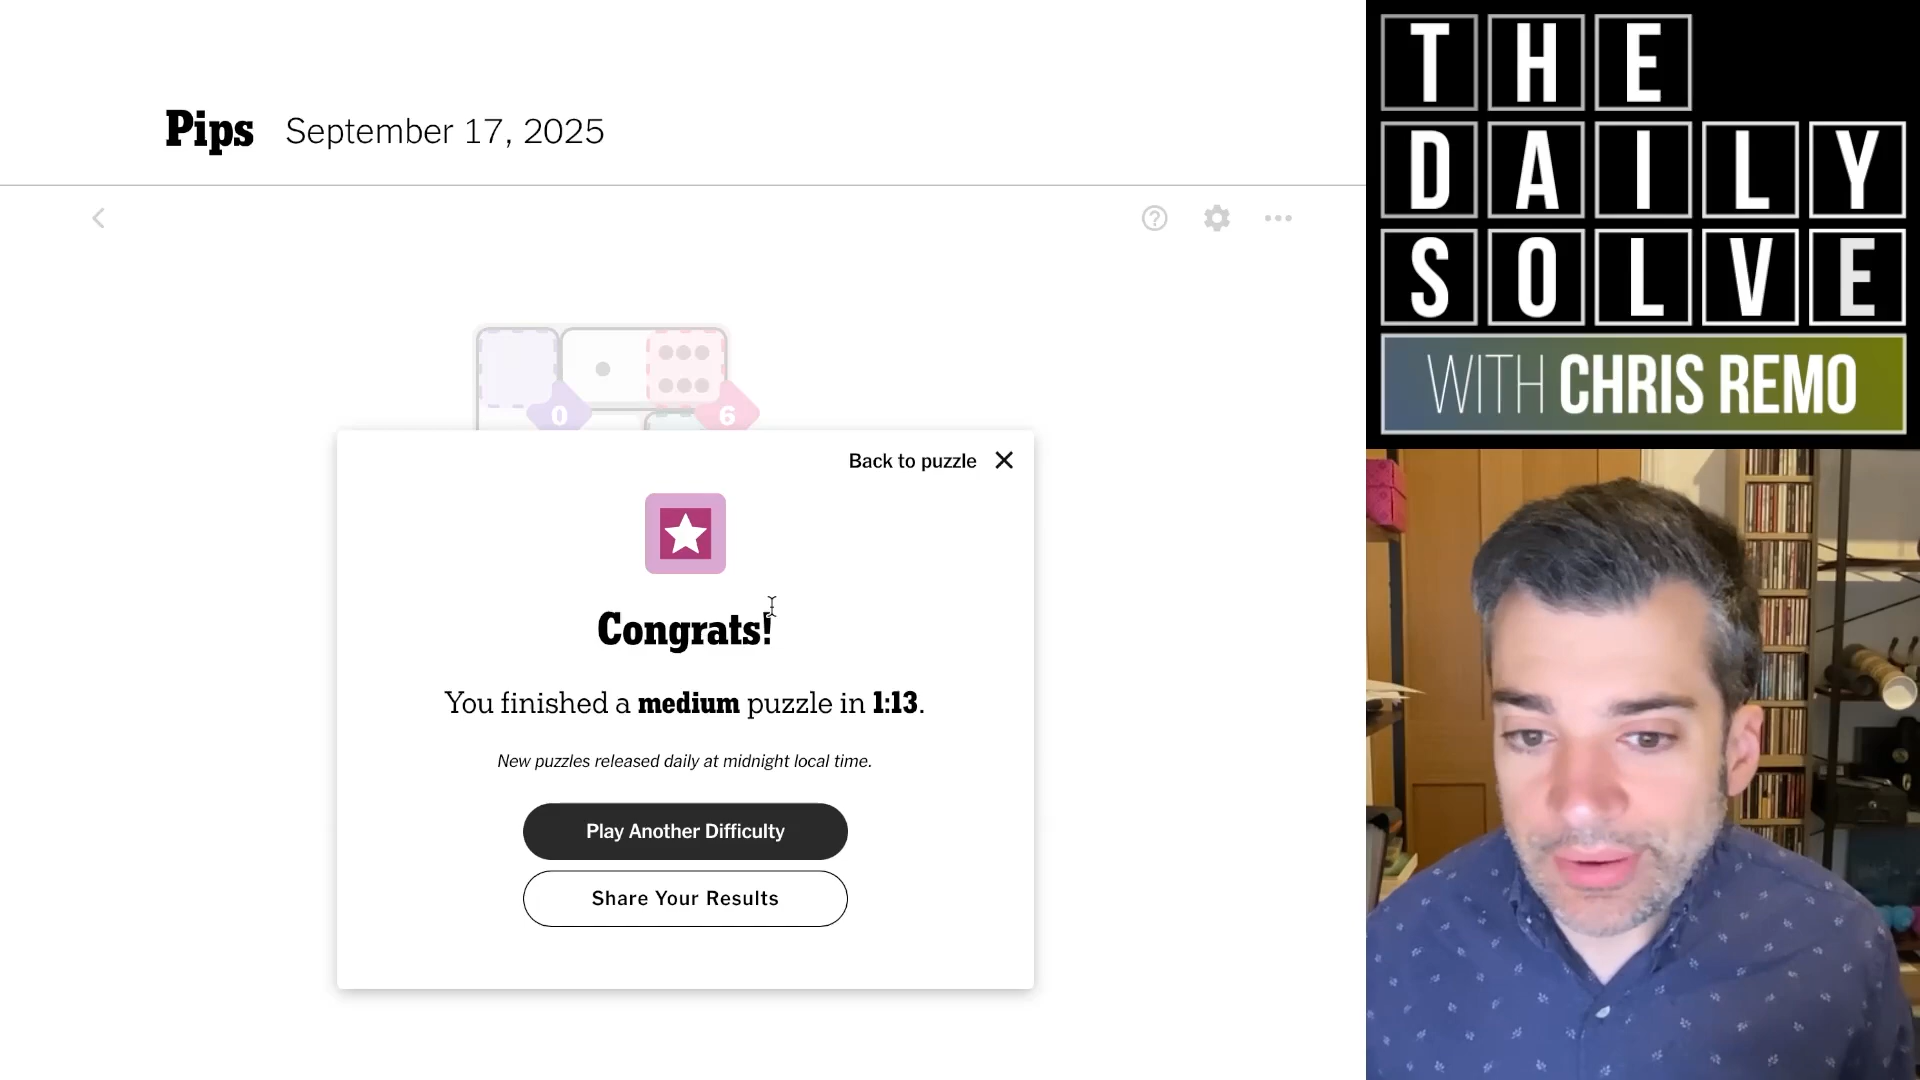 Pips September 17, 2025
0
6
Back to puzzle
Congrats!
You finished a medium puzzle in 1:13.
New puzzles released daily at midnight local time.
Play Another Difficulty
Share Your Results
THE
DAILY
SOLVE
WITH CHRIS REMO